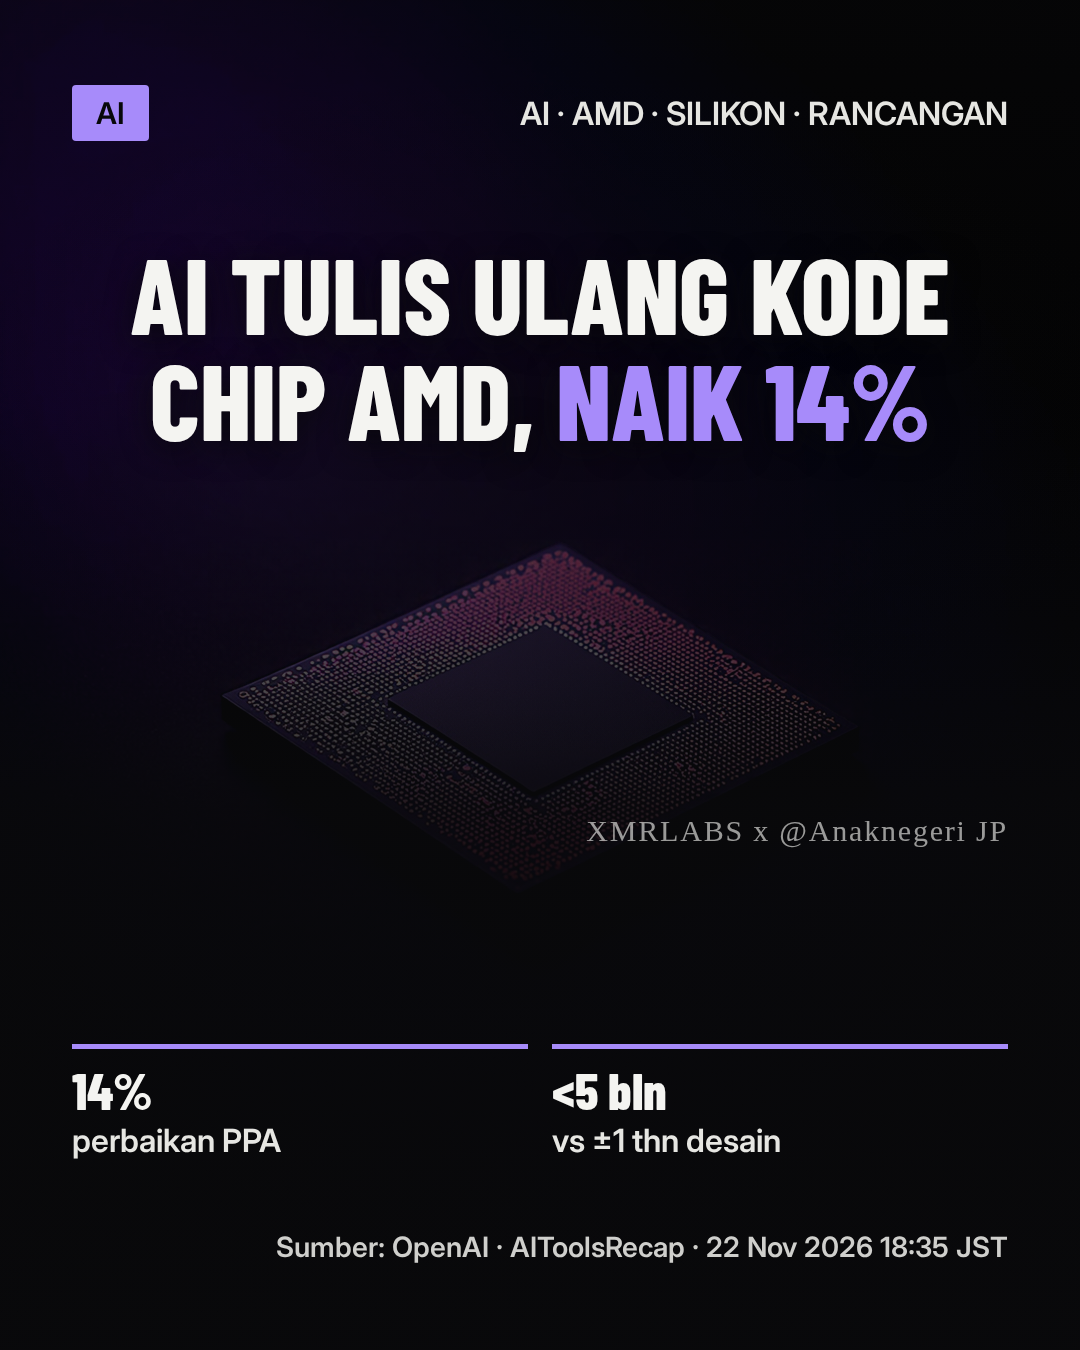 AI
AI · AMD · SILIKON · RANCANGAN
AI TULIS ULANG KODE
CHIP AMD, NAIK 14%
XMRLABS x @Anaknegeri JP
14%
perbaikan PPA
<5 bln
vs ±1 thn desain
Sumber: OpenAI · AIToolsRecap · 22 Nov 2026 18:35 JST